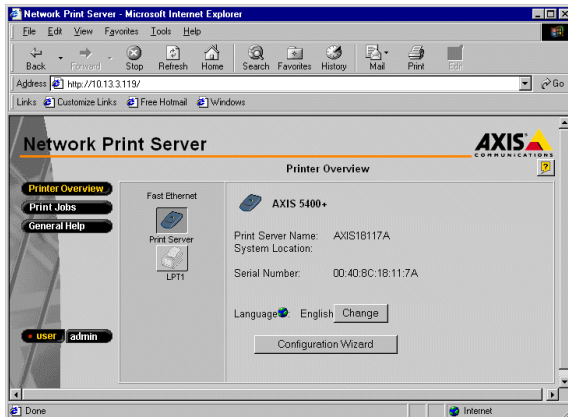 Network Print Server - Microsoft Internet Explorer
File Edit View Favorites Tools Help
Back Forward Stop Refresh Home Search Favorites History Mail Print Edit
Address http://10.13.3.119/ Go
Links Customize Links Free Hotmail Windows
Network Print Server
AXIS
COMMUNICATIONS
Printer Overview
?
Printer Overview
Print Jobs
General Help
user admin
Fast Ethernet
Print Server
LPT1
AXIS 5400+
Print Server Name: AXIS18117A
System Location:
Serial Number: 00:40:8C:18:11:7A
Language : English Change
Configuration Wizard
Done Internet